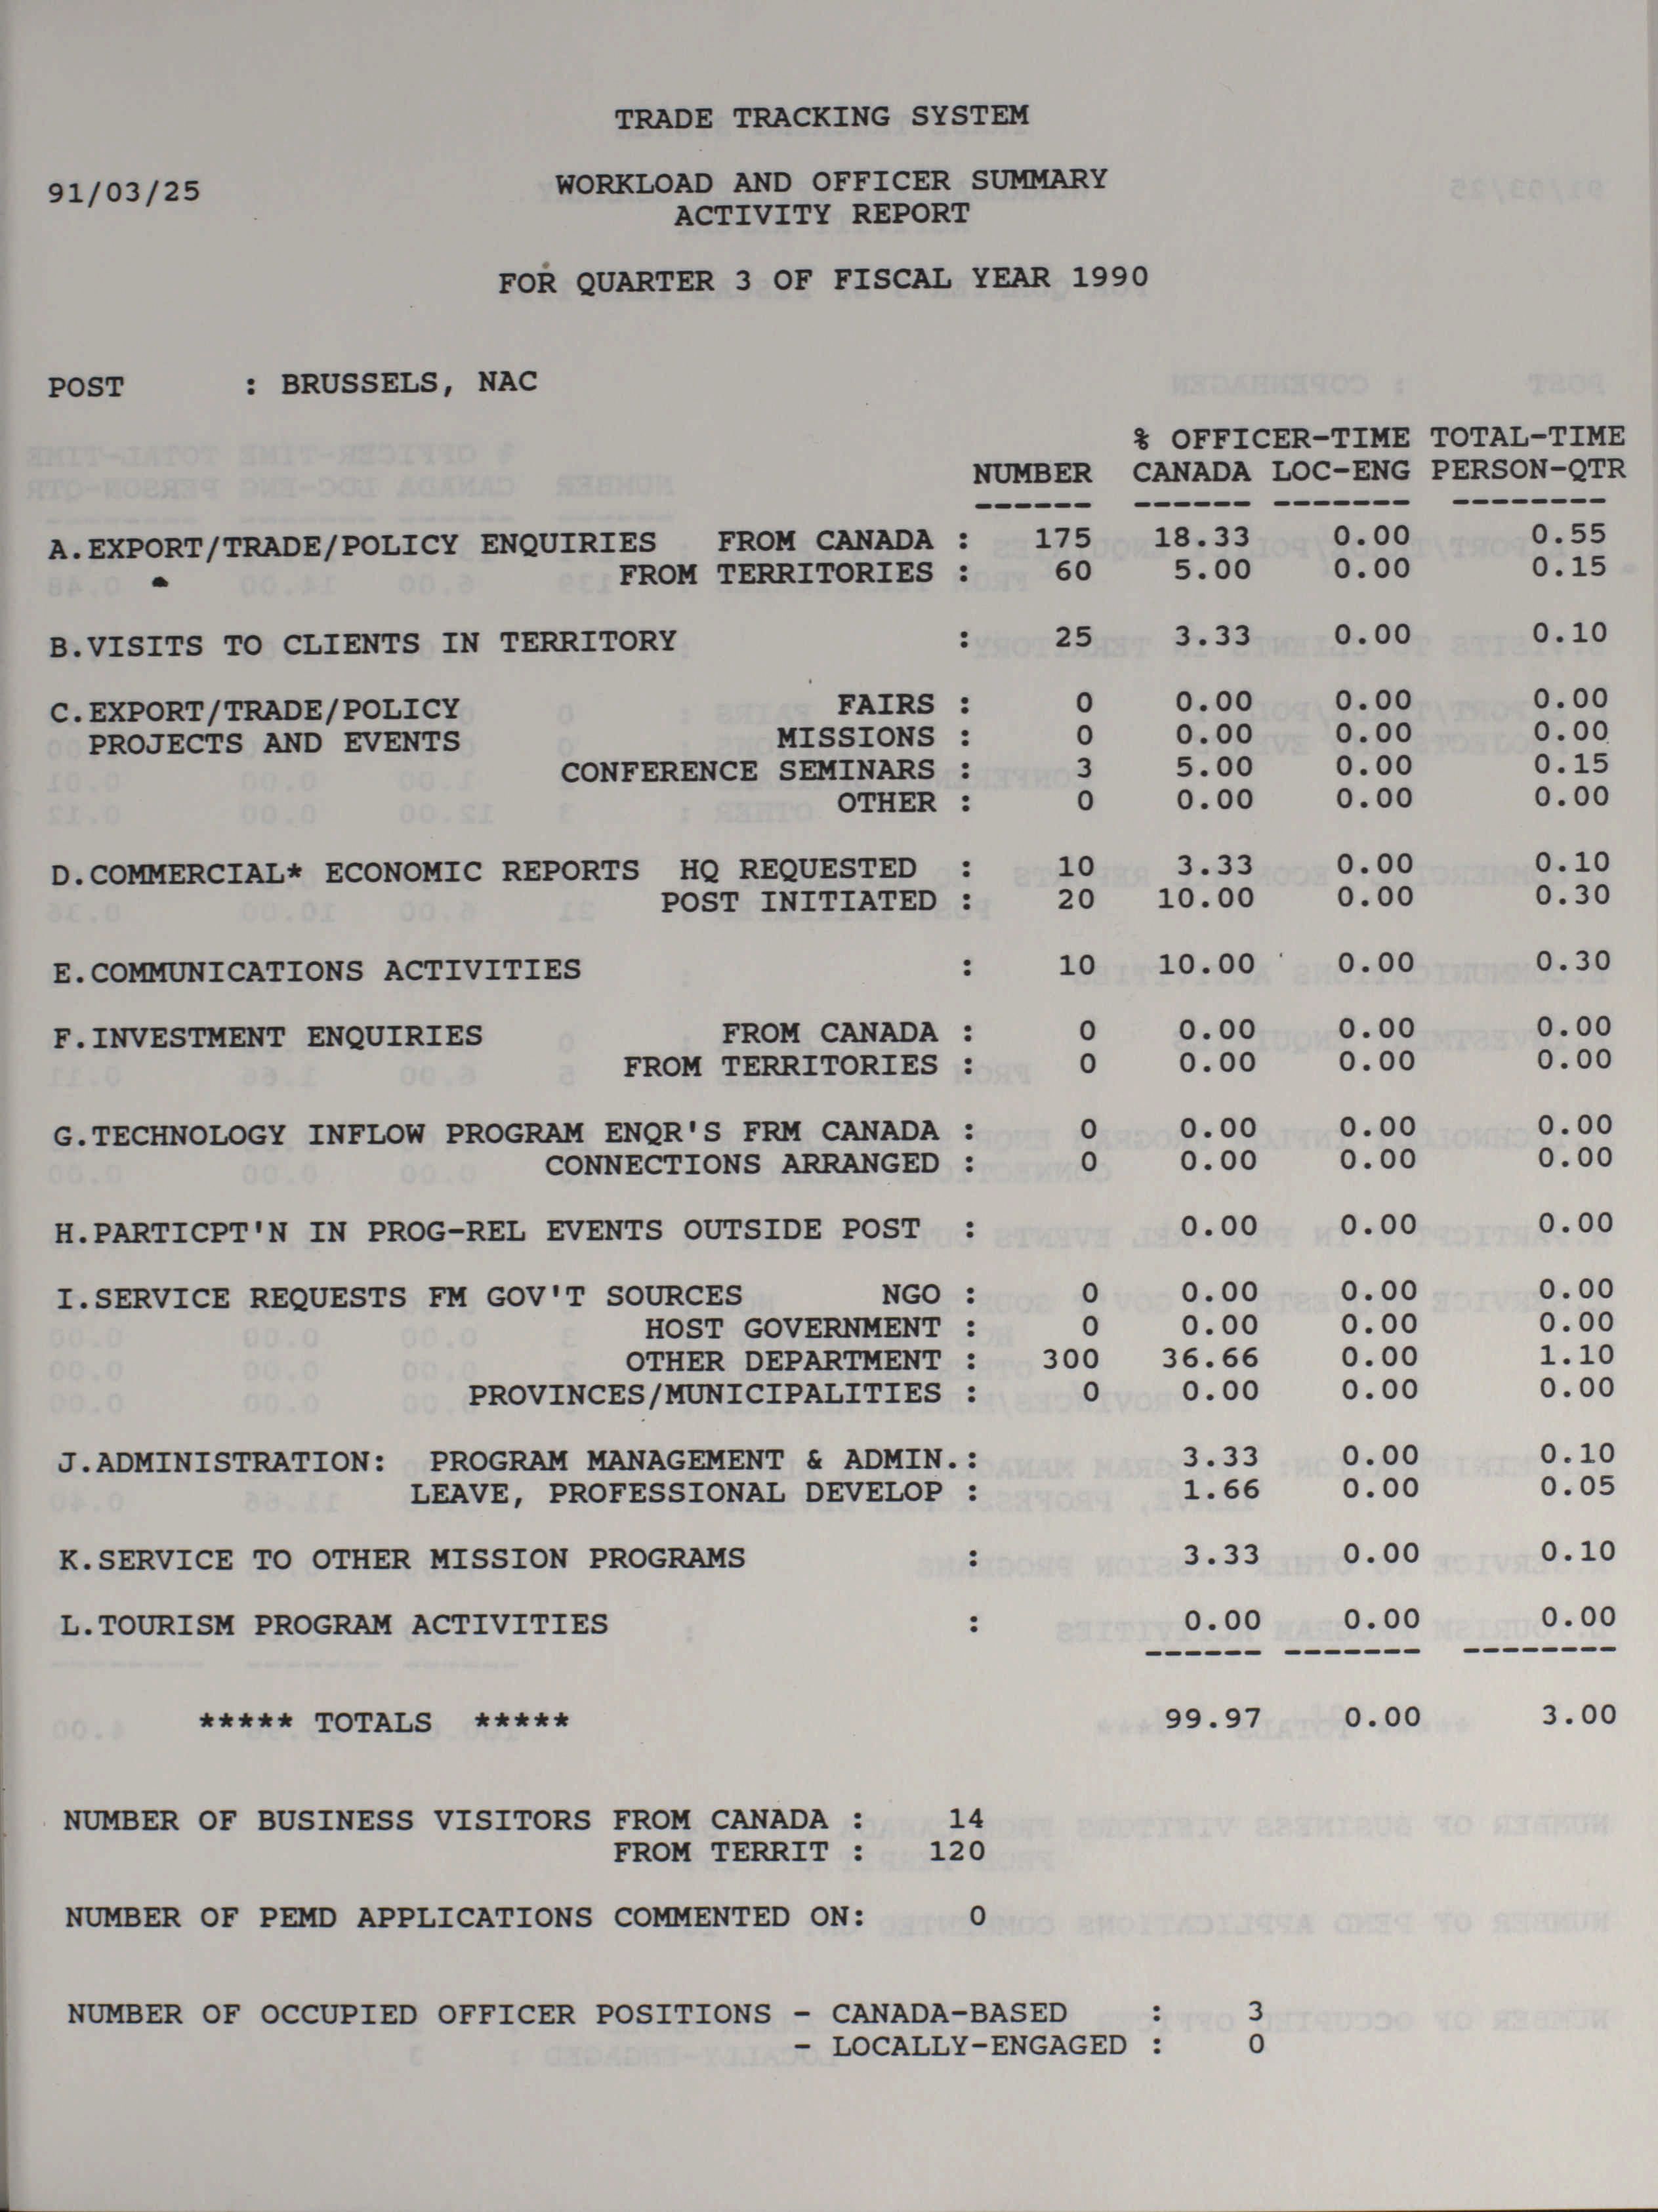 TRADE TRACKING SYSTEM
91/03/25
WORKLOAD AND OFFICER SUMMARY
ACTIVITY REPORT
FOR QUARTER 3 OF FISCAL YEAR 1990
POST : BRUSSELS, NAC
% OFFICER-TIME TOTAL-TIME
NUMBER CANADA LOC-ENG PERSON-QTR
------ ------ ------- --------
A.EXPORT/TRADE/POLICY ENQUIRIES FROM CANADA : 175 18.33 0.00 0.55
FROM TERRITORIES : 60 5.00 0.00 0.15
B.VISITS TO CLIENTS IN TERRITORY : 25 3.33 0.00 0.10
C.EXPORT/TRADE/POLICY FAIRS : 0 0.00 0.00 0.00
PROJECTS AND EVENTS MISSIONS : 0 0.00 0.00 0.00
CONFERENCE SEMINARS : 3 5.00 0.00 0.15
OTHER : 0 0.00 0.00 0.00
D.COMMERCIAL* ECONOMIC REPORTS HQ REQUESTED : 10 3.33 0.00 0.10
POST INITIATED : 20 10.00 0.00 0.30
E.COMMUNICATIONS ACTIVITIES : 10 10.00 0.00 0.30
F.INVESTMENT ENQUIRIES FROM CANADA : 0 0.00 0.00 0.00
FROM TERRITORIES : 0 0.00 0.00 0.00
G.TECHNOLOGY INFLOW PROGRAM ENQR'S FRM CANADA : 0 0.00 0.00 0.00
CONNECTIONS ARRANGED : 0 0.00 0.00 0.00
H.PARTICPT'N IN PROG-REL EVENTS OUTSIDE POST : 0.00 0.00 0.00
I.SERVICE REQUESTS FM GOV'T SOURCES NGO : 0 0.00 0.00 0.00
HOST GOVERNMENT : 0 0.00 0.00 0.00
OTHER DEPARTMENT : 300 36.66 0.00 1.10
PROVINCES/MUNICIPALITIES : 0 0.00 0.00 0.00
J.ADMINISTRATION: PROGRAM MANAGEMENT & ADMIN.: 3.33 0.00 0.10
LEAVE, PROFESSIONAL DEVELOP : 1.66 0.00 0.05
K.SERVICE TO OTHER MISSION PROGRAMS : 3.33 0.00 0.10
L.TOURISM PROGRAM ACTIVITIES : 0.00 0.00 0.00
------ ------- --------
***** TOTALS ***** 99.97 0.00 3.00
NUMBER OF BUSINESS VISITORS FROM CANADA : 14
FROM TERRIT : 120
NUMBER OF PEMD APPLICATIONS COMMENTED ON: 0
NUMBER OF OCCUPIED OFFICER POSITIONS - CANADA-BASED : 3
- LOCALLY-ENGAGED : 0